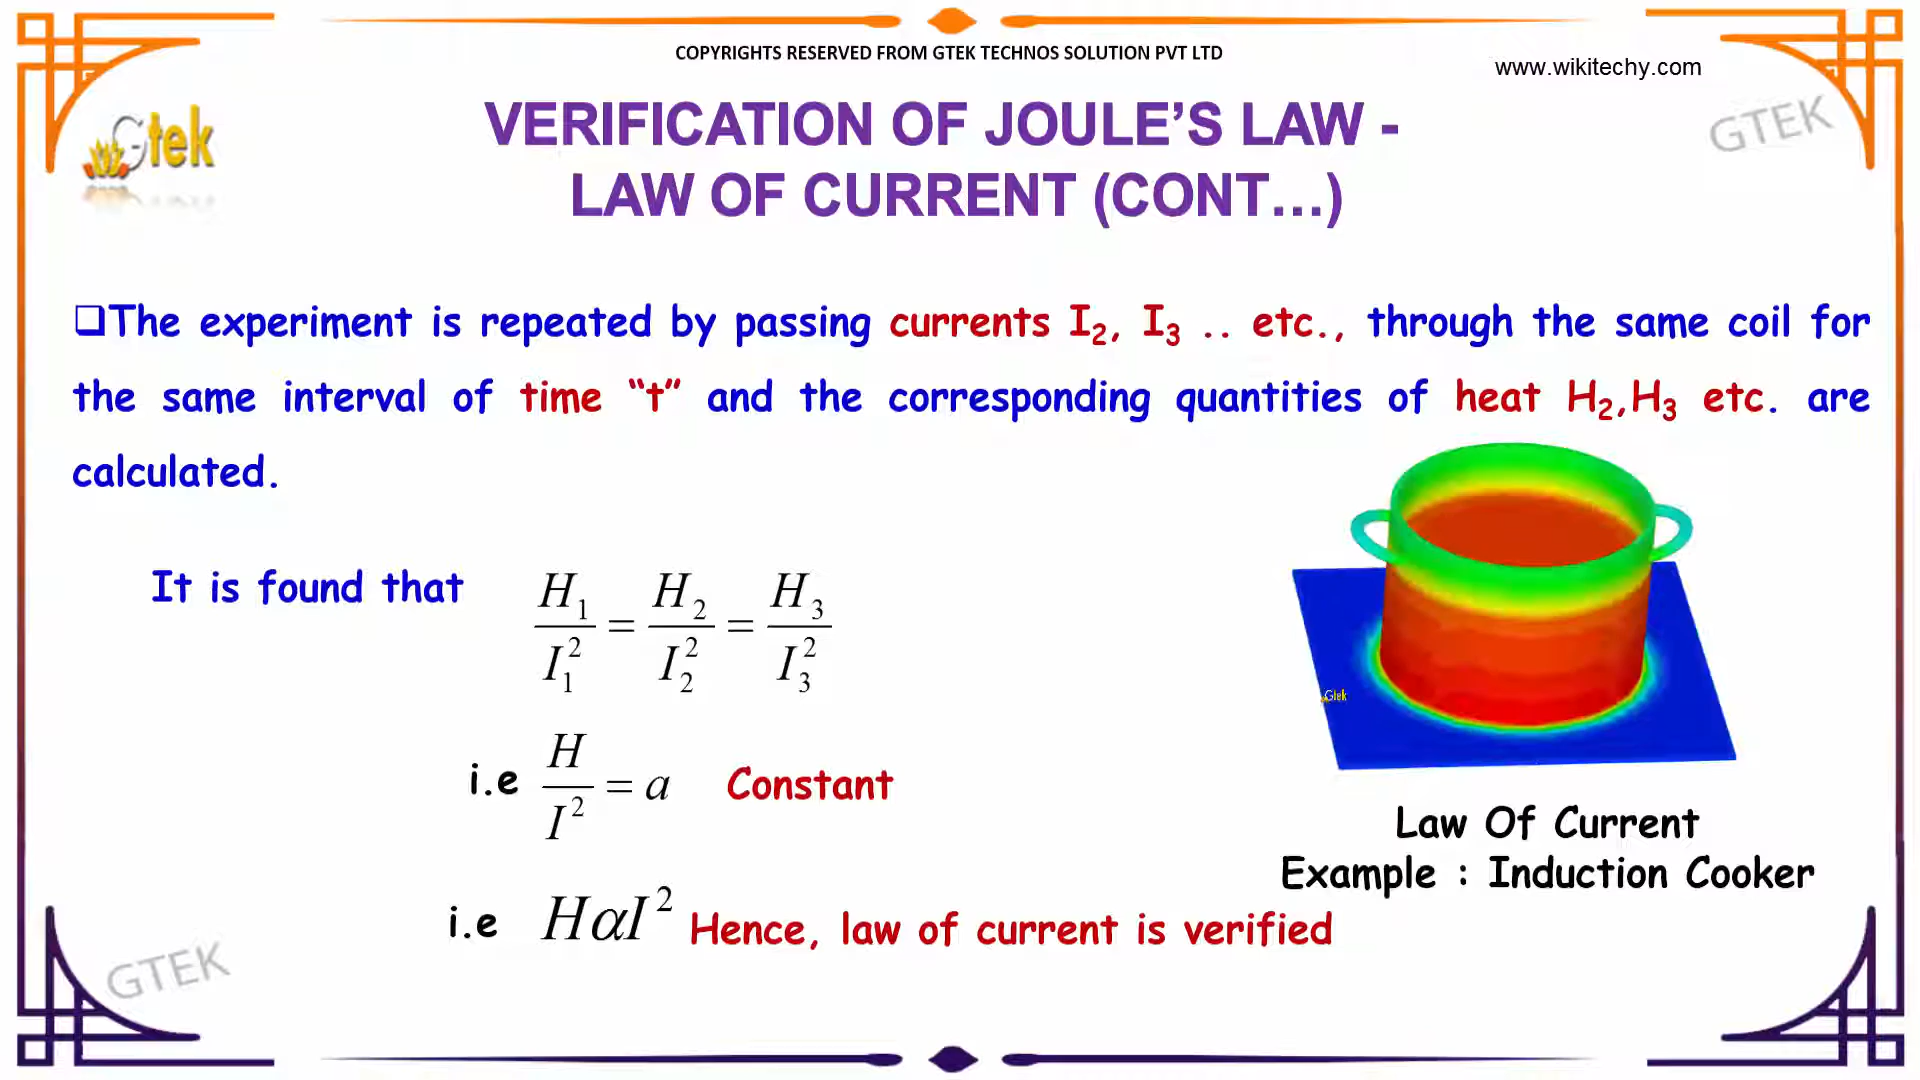 COPYRIGHTS RESERVED FROM GTEK TECHNOS SOLUTION PVT LTD
www.wikitechy.com
Gtek
GTEK
VERIFICATION OF JOULE’S LAW -
LAW OF CURRENT (CONT...)
❑The experiment is repeated by passing currents I₂, I₃ .. etc., through the same coil for
the same interval of time “t” and the corresponding quantities of heat H₂,H₃ etc. are
calculated.
It is found that H₁/I₁² = H₂/I₂² = H₃/I₃²
i.e H/I² = a Constant
Gtek
Law Of Current
Example : Induction Cooker
i.e HαI² Hence, law of current is verified
GTEK